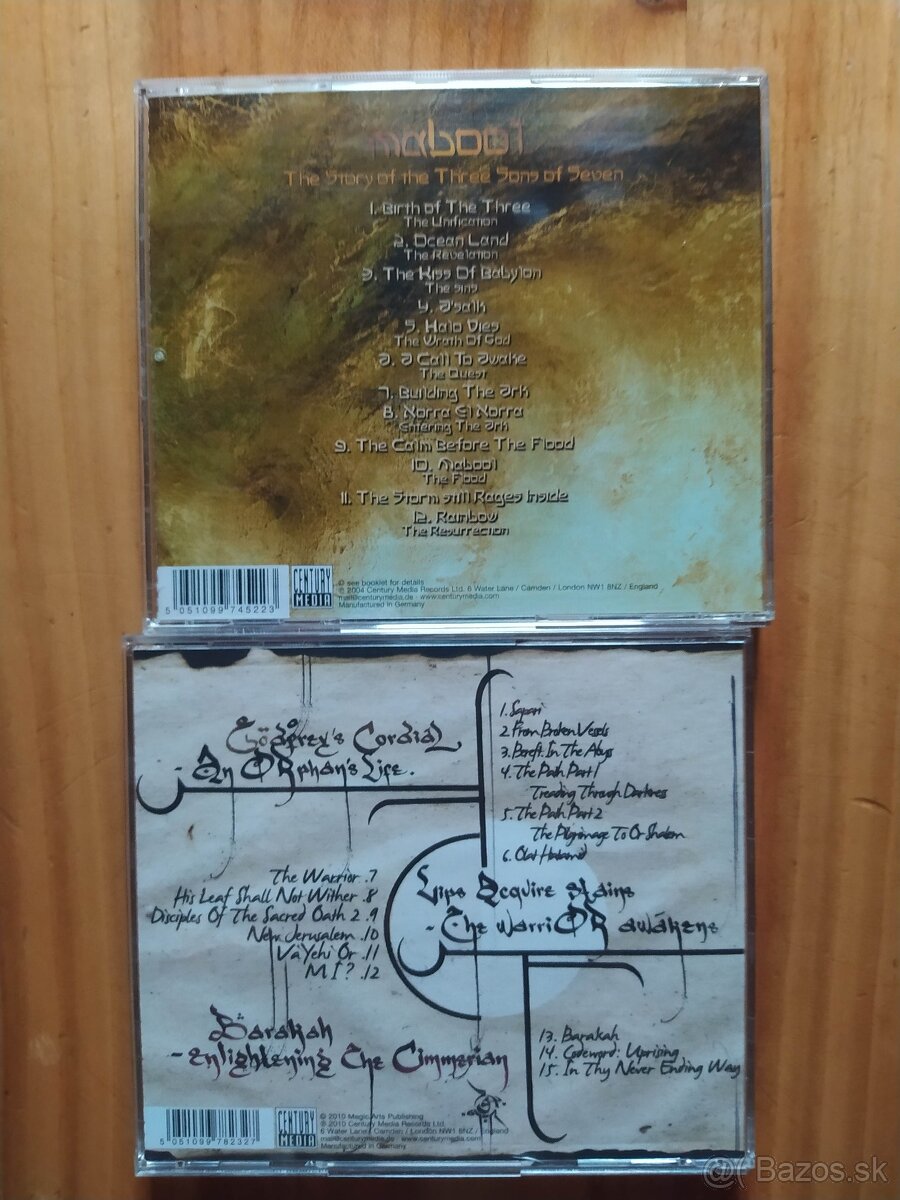 mabool
The Story of the Three Sons of Seven
1. Birth Of The Three
The Unification
2. Ocean Land
The Revelation
3. The Kiss Of Babylon
The Sins
4. A'salk
5. Halo Dies
The Wrath Of God
6. A Call To Awake
The Quest
7. Building The Ark
8. Norra El Norra
Entering The Ark
9. The Calm Before The Flood
10. Mabool
The Flood
11. The Storm Still Rages Inside
12. Rainbow
The Resurrection
5 051099 745223
CENTURY
MEDIA
℗ see booklet for details
© 2004 Century Media Records Ltd. 6 Water Lane / Camden / London NW1 8NZ / England
mail@centurymedia.de · www.centurymedia.com
Manufactured in Germany
Gödfrey's Cordial
- An ORphan's Life.
1. Sapari
2. From Broken Vessels
3. Bereft In The Abyss
4. The Path Part 1
Treading Through Darkness
5. The Path Part 2
The Pilgrimage To Or Shalem
6. Olat Hatamid
The Warrior .7
His Leaf Shall Not Wither .8
Disciples Of The Sacred Oath 2 .9
New Jerusalem .10
Va'Yehi Or .11
M I ? .12
Lips Acquire Stains
- The WarriOR Awakens
Barakah
- Enlightening The Cimmerian
13. Barakah
14. Codeword: Uprising
15. In Thy Never Ending Way
5 051099 782327
CENTURY
MEDIA
© 2010 Magic Arts Publishing
℗ 2010 Century Media Records Ltd.
6 Water Lane / Camden / London NW1 8NZ / England
mail@centurymedia.de · www.centurymedia.com
Manufactured in Germany
@ Bazos.sk